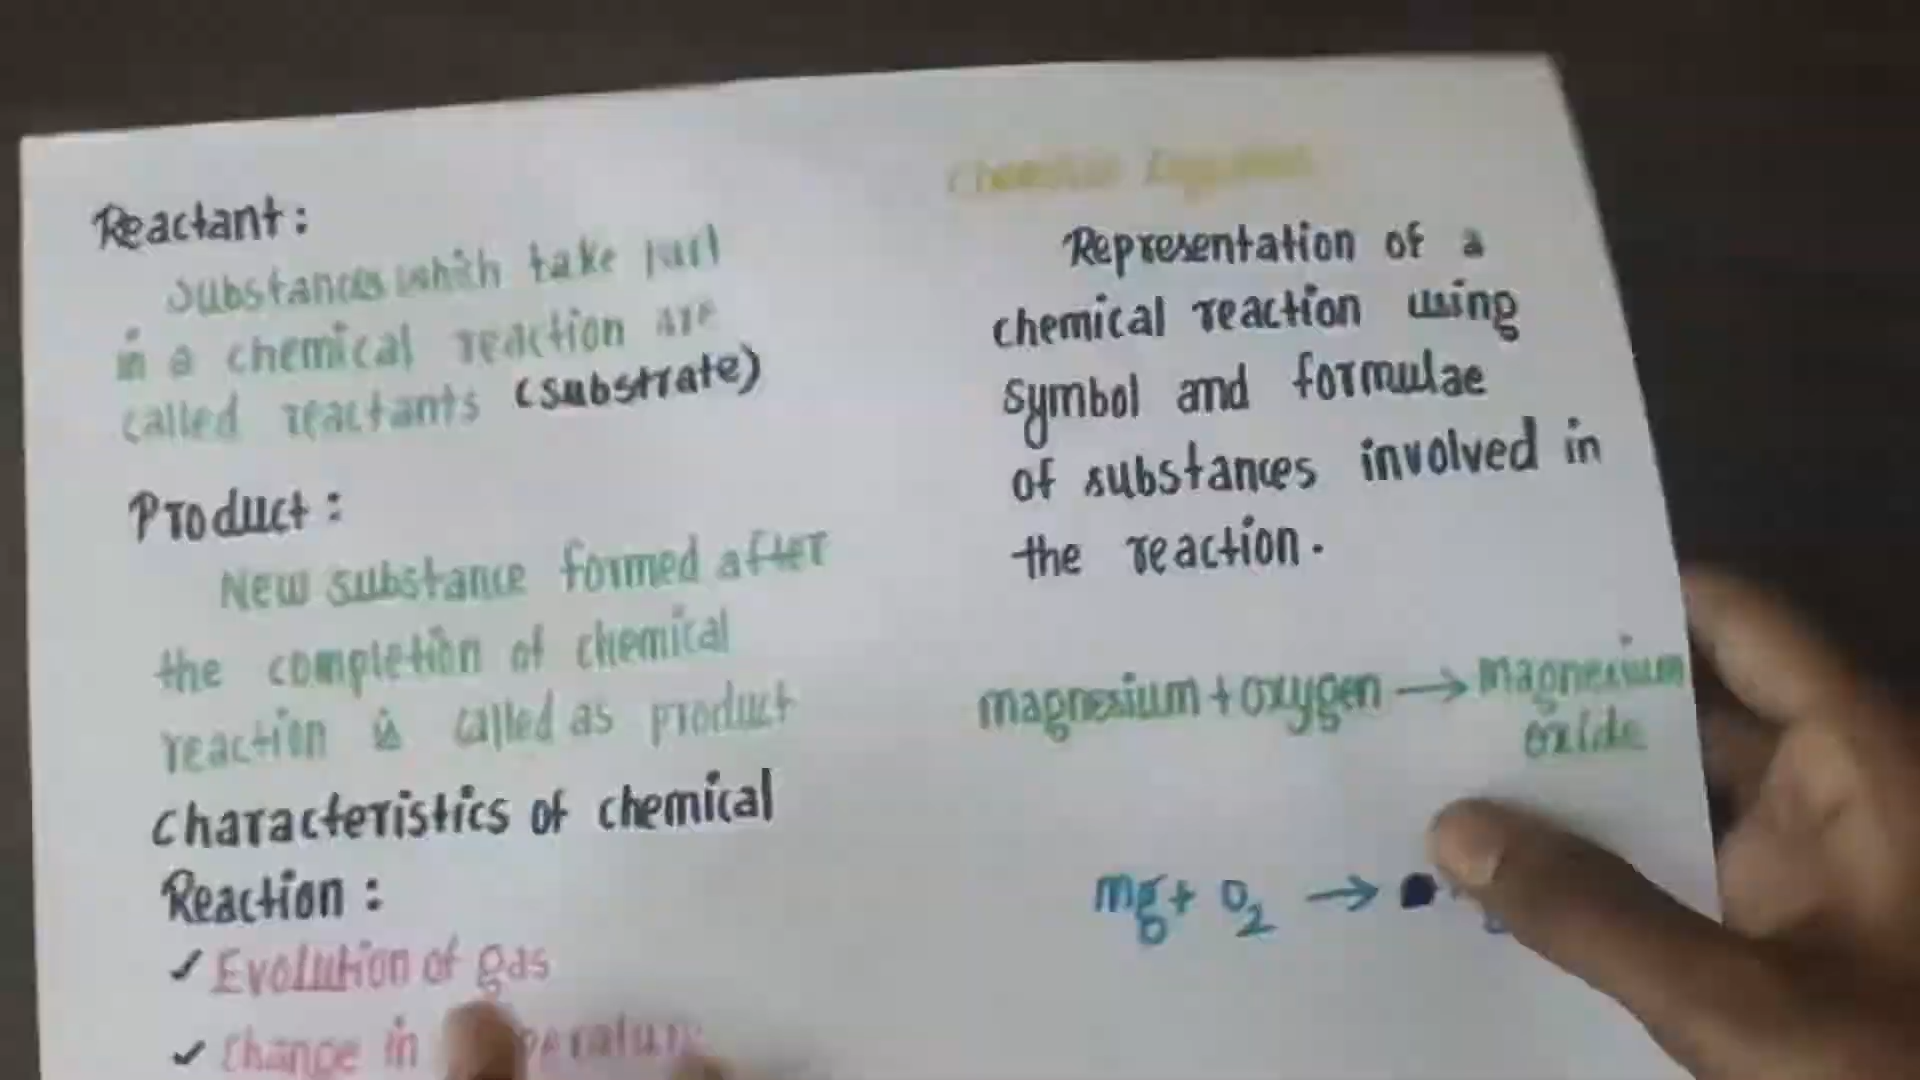 Reactant:
Substances which take part
in a chemical reaction are
called reactants (substrate)
Product:
New substance formed after
the completion of chemical
reaction is called as product
Characteristics of chemical
Reaction:
✓ Evolution of gas
✓ Change in
Representation of a
chemical reaction using
symbol and formulae
of substances involved in
the reaction.
magnesium + oxygen → magnesium
oxide
mg + O₂ →